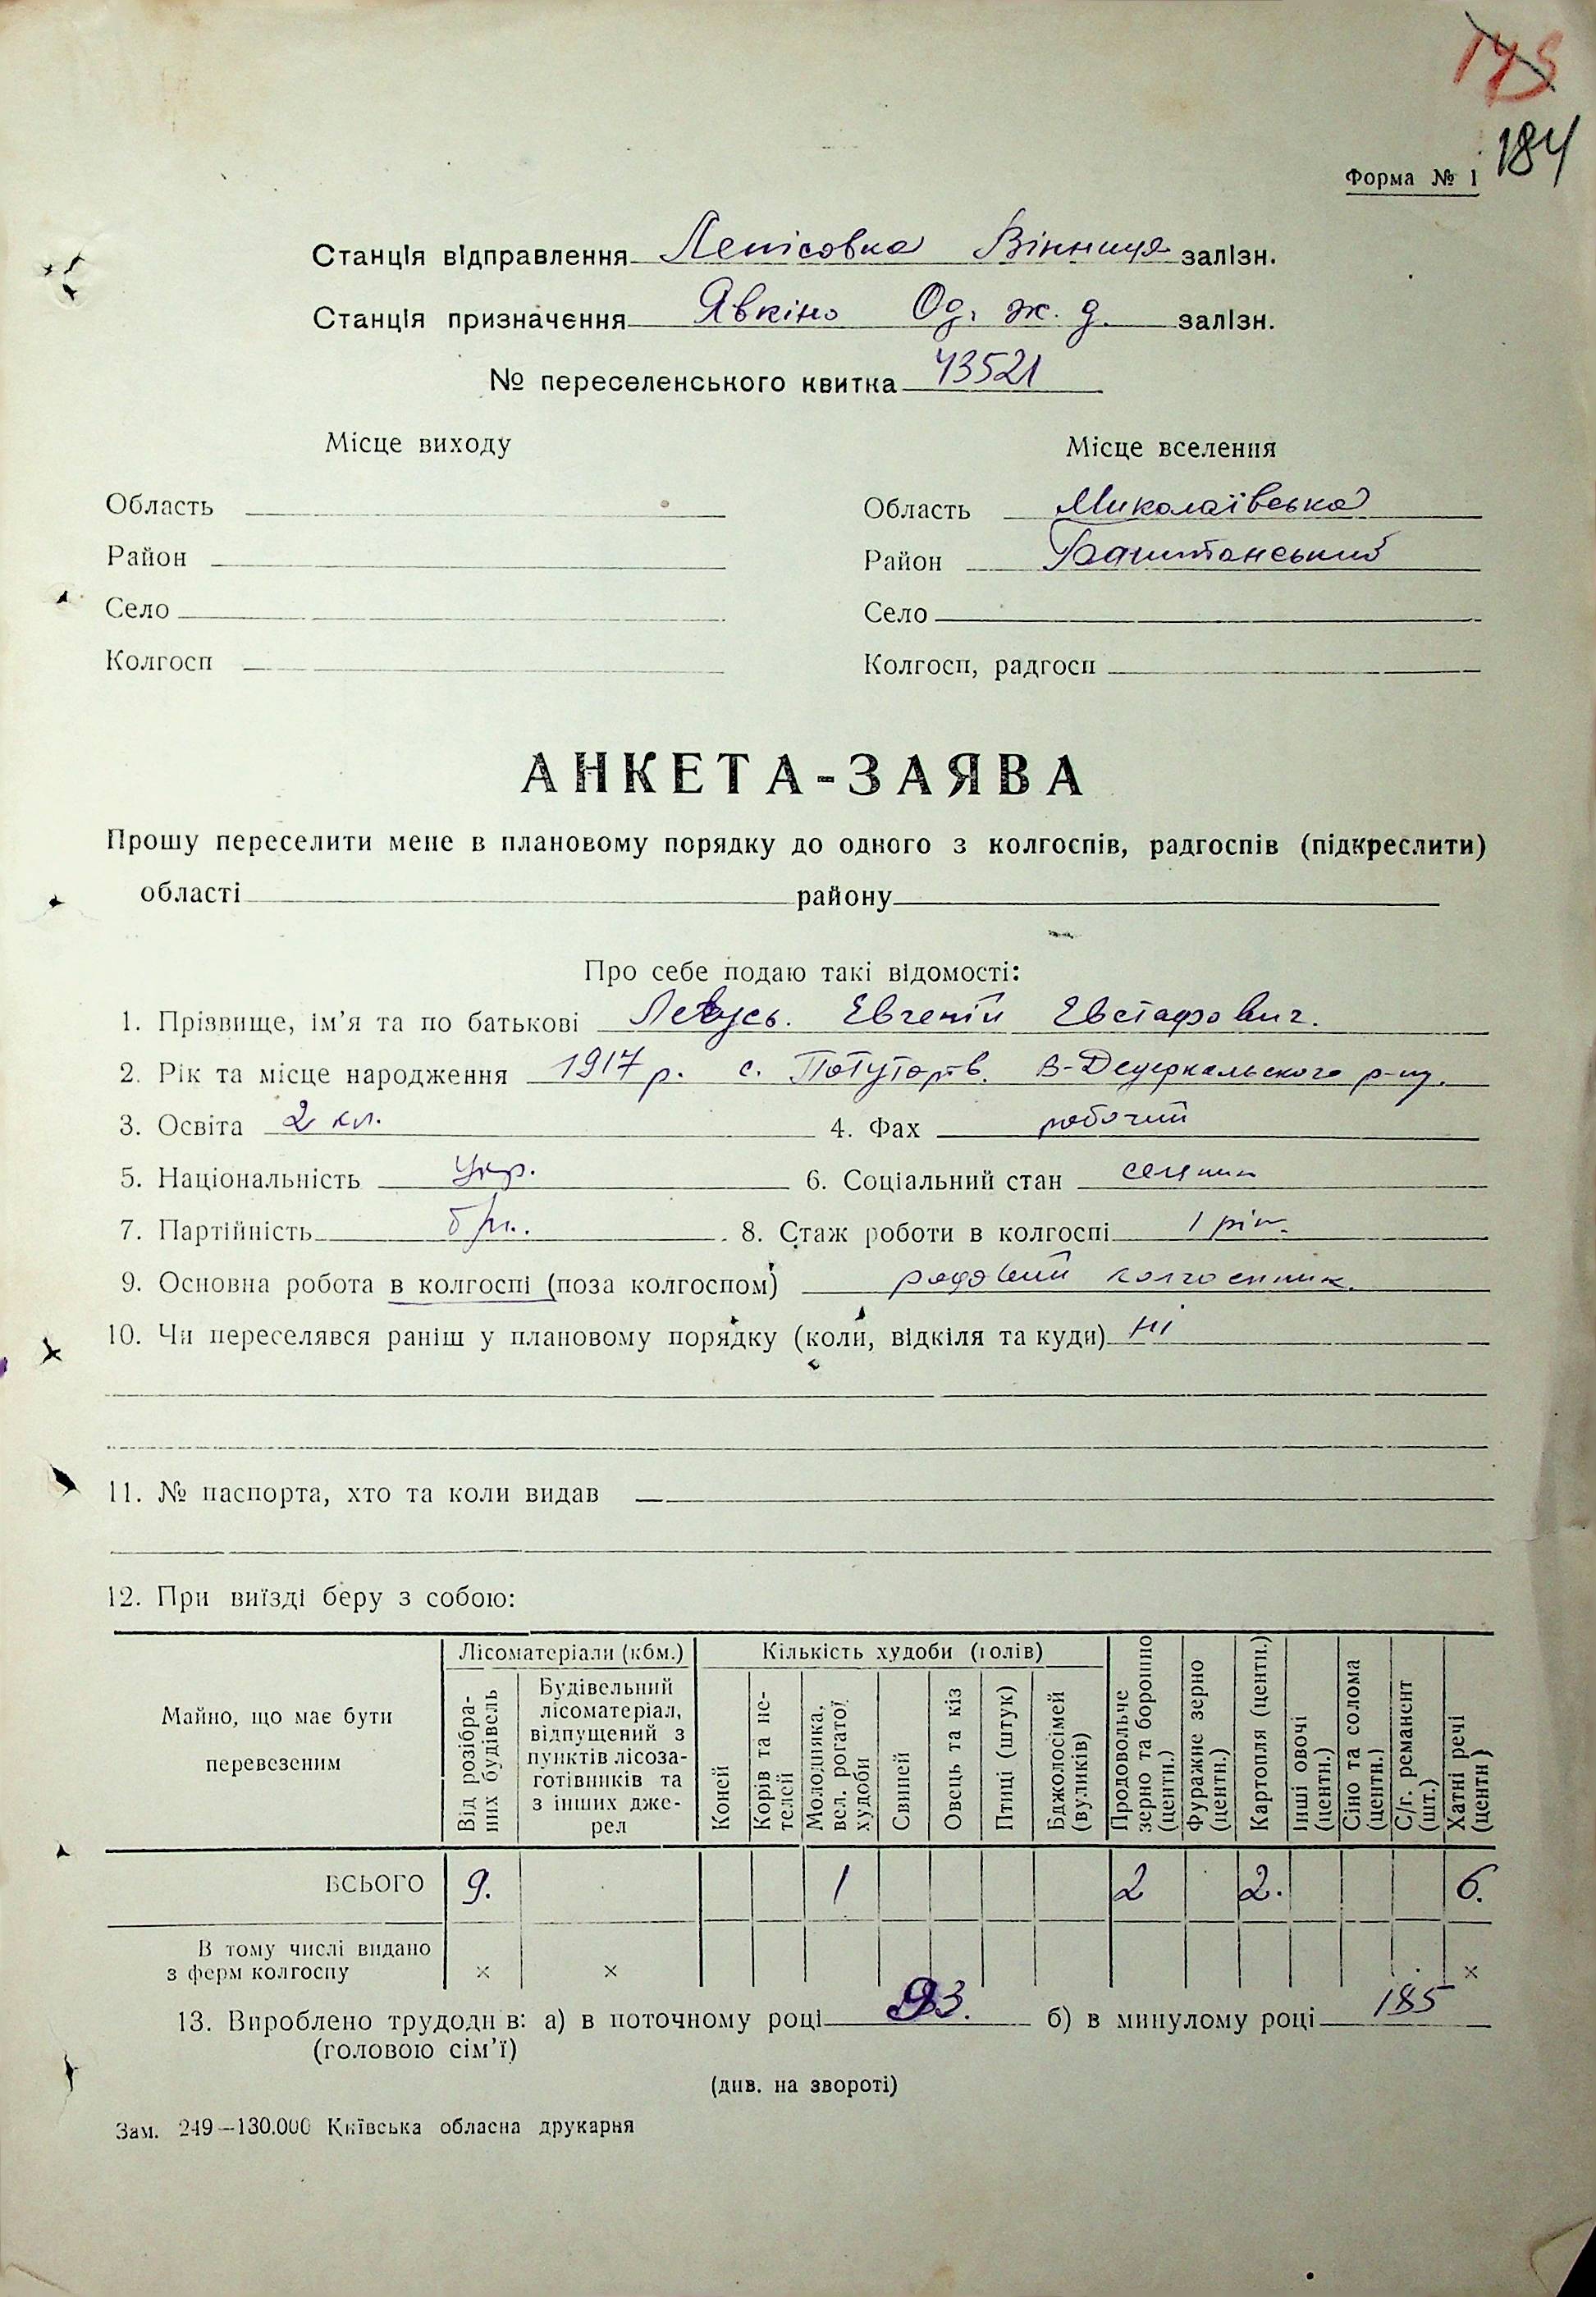 175
184
Форма № 1
Станція відправлення Лепісовка Вінниця залізн.
Станція призначення Явкіно Од. ж. д. залізн.
№ переселенського квитка 43521
Місце виходу Місце вселення
Область Область Миколаївська
Район Район Баштанський
Село Село
Колгосп Колгосп, радгосп
АНКЕТА-ЗАЯВА
Прошу переселити мене в плановому порядку до одного з колгоспів, радгоспів (підкреслити)
області району
Про себе подаю такі відомості:
1. Прізвище, ім'я та по батькові Евгеній Евстафович.
2. Рік та місце народження 1917 р. с. Потуторів. В-Дедеркальского р-ну.
3. Освіта 2 кл. 4. Фах робочий
5. Національність Укр. 6. Соціальний стан селянин
7. Партійність б/п. 8. Стаж роботи в колгоспі 1 рік.
9. Основна робота в колгоспі (поза колгоспом) рядовий колгоспник.
10. Чи переселявся раніш у плановому порядку (коли, відкіля та куди) ні
11. № паспорта, хто та коли видав
12. При виїзді беру з собою:
Майно, що має бути перевезеним
Лісоматеріали (кбм.)
Від розібраних будівель
Будівельний лісоматеріал, відпущений з пунктів лісозаготівників та з інших джерел
Кількість худоби (голів)
Коней
Корів та нетелей
Молодняка, вел. рогатої худоби
Свиней
Овець та кіз
Птиці (штук)
Бджолосімей (вуликів)
Продовольче зерно та борошно (центн.)
Фуражне зерно (центн.)
Картопля (центн.)
Інші овочі (центн.)
Сіно та солома (центн.)
С/г. реманент (шт.)
Хатні речі (центн)
ВСЬОГО 9. 1 2 2. 6.
В тому числі видано
з ферм колгоспу × × ×
13. Вироблено трудоднів: а) в поточному році 93. б) в минулому році 185
(головою сім'ї)
(див. на звороті)
Зам. 249—130.000 Київська обласна друкарня